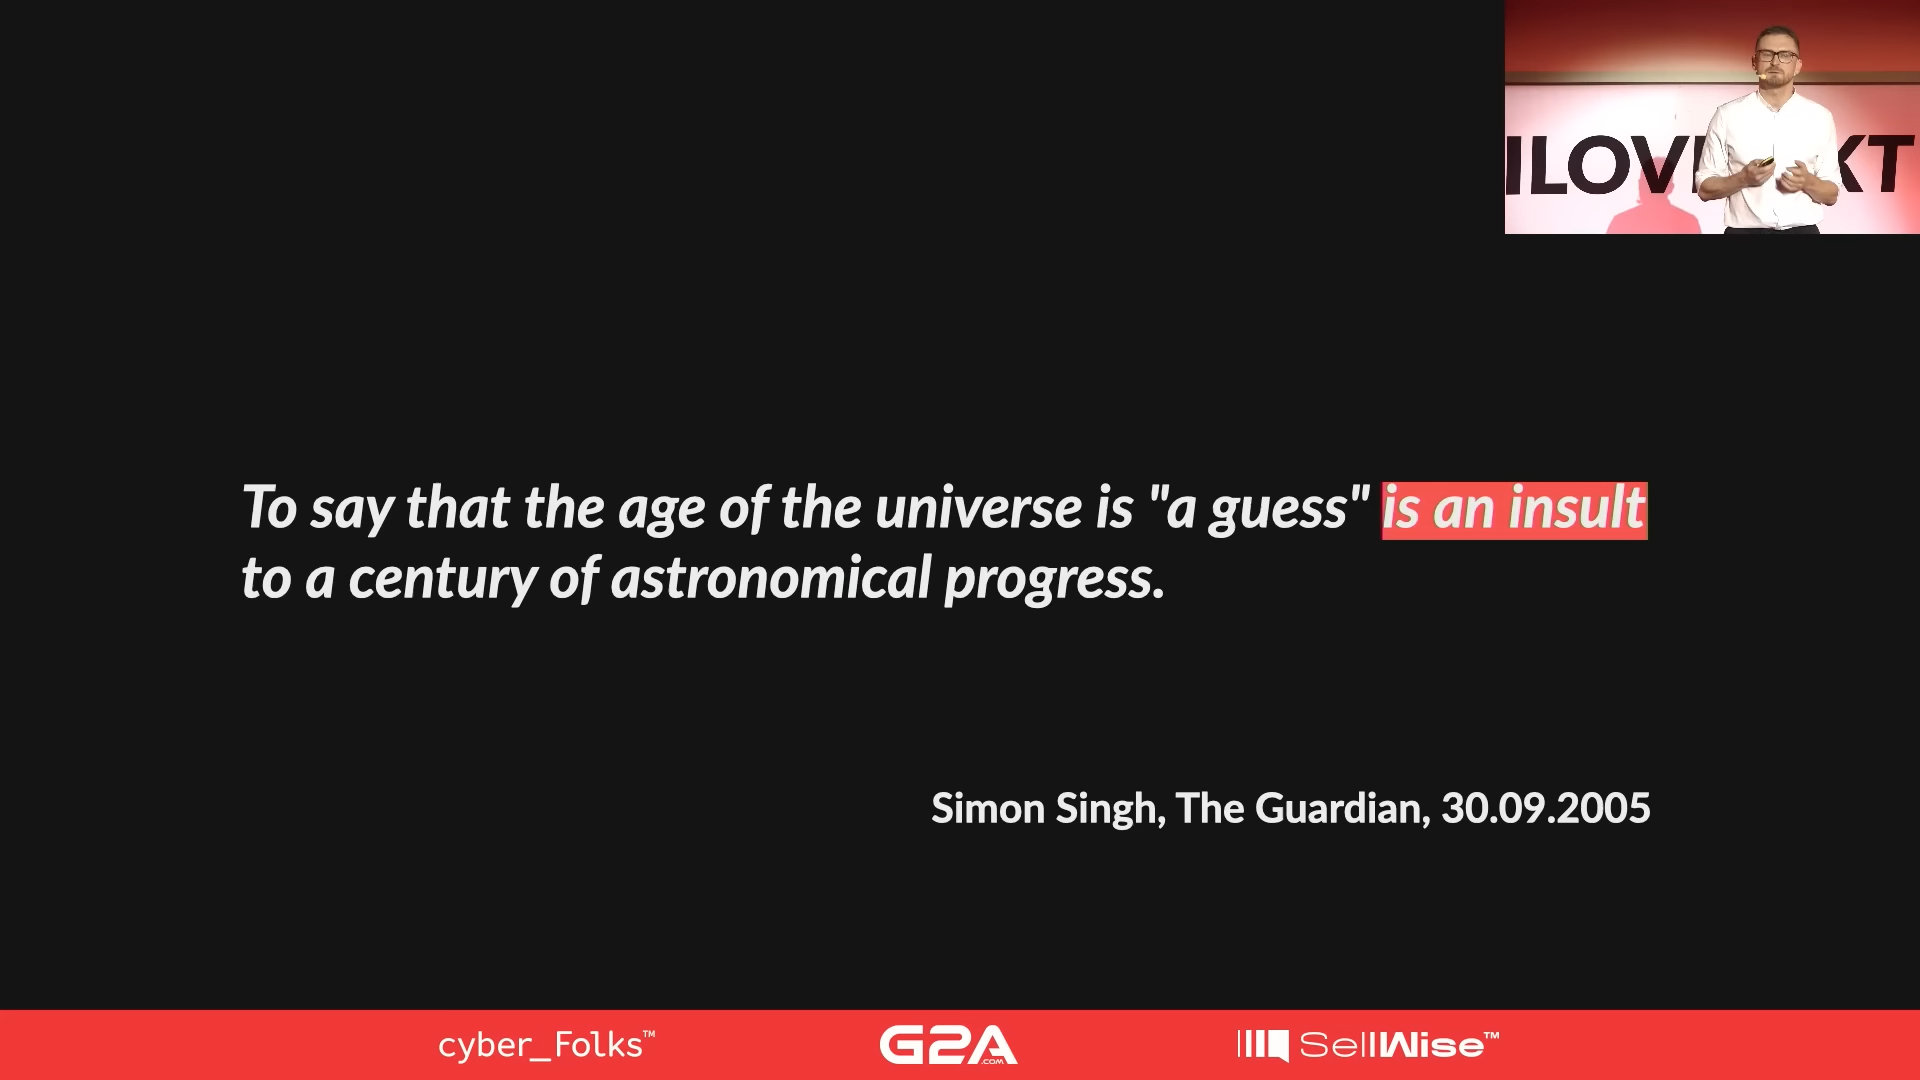 ILOV KT
To say that the age of the universe is "a guess" is an insult
to a century of astronomical progress.
Simon Singh, The Guardian, 30.09.2005
cyber_Folks™
G2A.COM
SellWise™